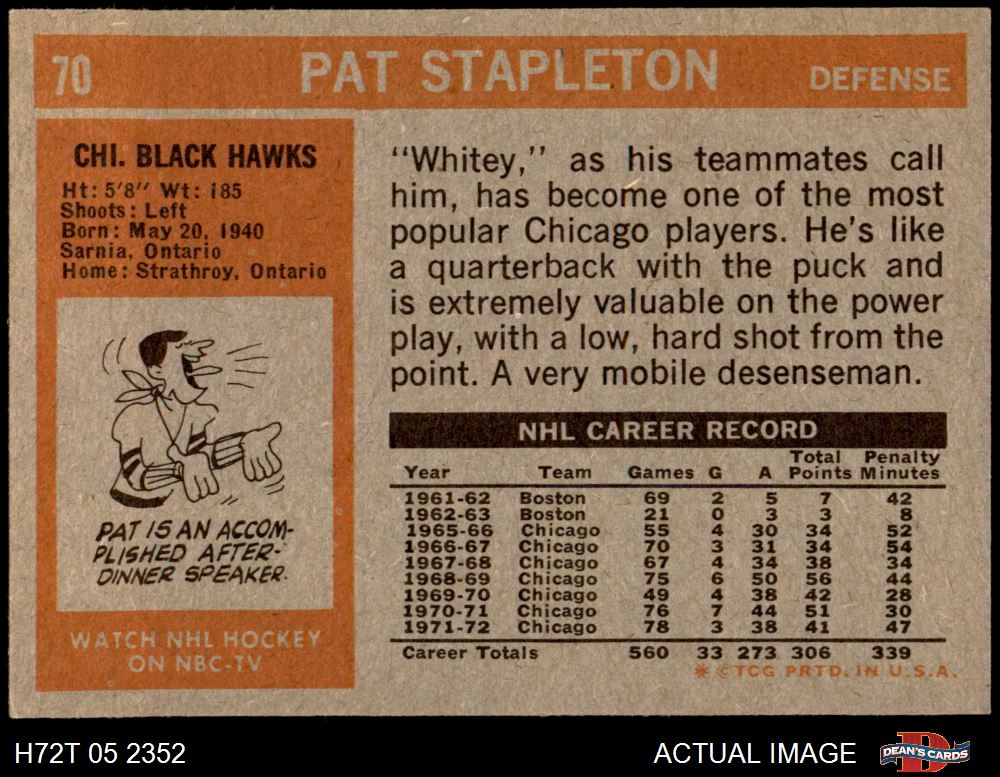 70 PAT STAPLETON DEFENSE
CHI. BLACK HAWKS
Ht: 5'8" Wt: 185
Shoots: Left
Born: May 20, 1940
Sarnia, Ontario
Home: Strathroy, Ontario
PAT IS AN ACCOM-
PLISHED AFTER-
DINNER SPEAKER.
WATCH NHL HOCKEY
ON NBC-TV
"Whitey," as his teammates call
him, has become one of the most
popular Chicago players. He's like
a quarterback with the puck and
is extremely valuable on the power
play, with a low, hard shot from the
point. A very mobile desenseman.
NHL CAREER RECORD
Year Team Games G A Total Points Penalty Minutes
1961-62 Boston 69 2 5 7 42
1962-63 Boston 21 0 3 3 8
1965-66 Chicago 55 4 30 34 52
1966-67 Chicago 70 3 31 34 54
1967-68 Chicago 67 4 34 38 34
1968-69 Chicago 75 6 50 56 44
1969-70 Chicago 49 4 38 42 28
1970-71 Chicago 76 7 44 51 30
1971-72 Chicago 78 3 38 41 47
Career Totals 560 33 273 306 339
* ©TCG PRTD. IN U.S.A.
H72T 05 2352 ACTUAL IMAGE DEAN'S CARDS